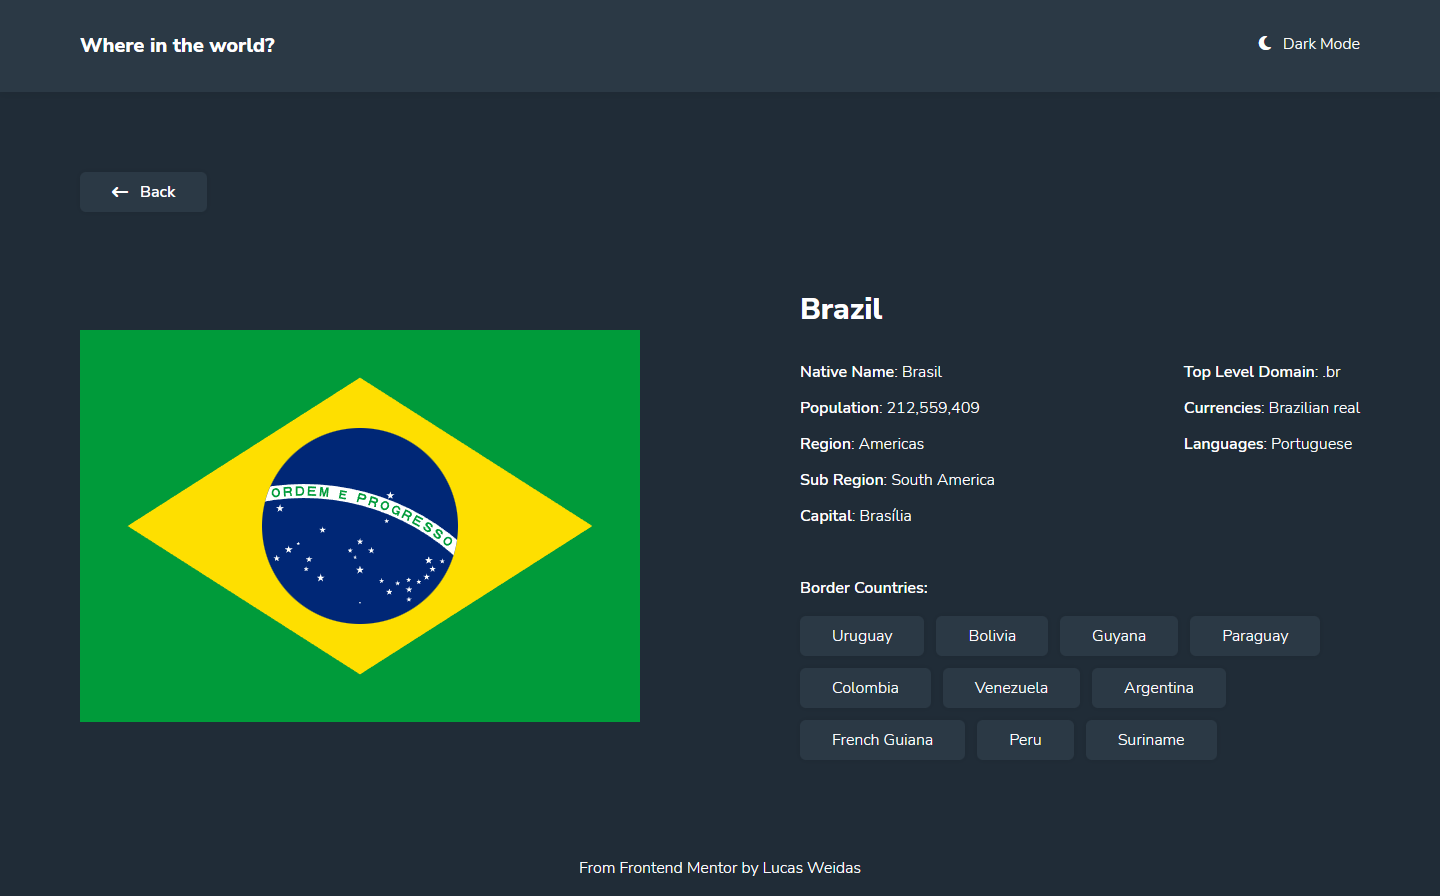 Where in the world?
Dark Mode
Back
ORDEM E PROGRESSO
Brazil
Native Name: Brasil
Population: 212,559,409
Region: Americas
Sub Region: South America
Capital: Brasília
Top Level Domain: .br
Currencies: Brazilian real
Languages: Portuguese
Border Countries:
Uruguay Bolivia Guyana Paraguay
Colombia Venezuela Argentina
French Guiana Peru Suriname
From Frontend Mentor by Lucas Weidas